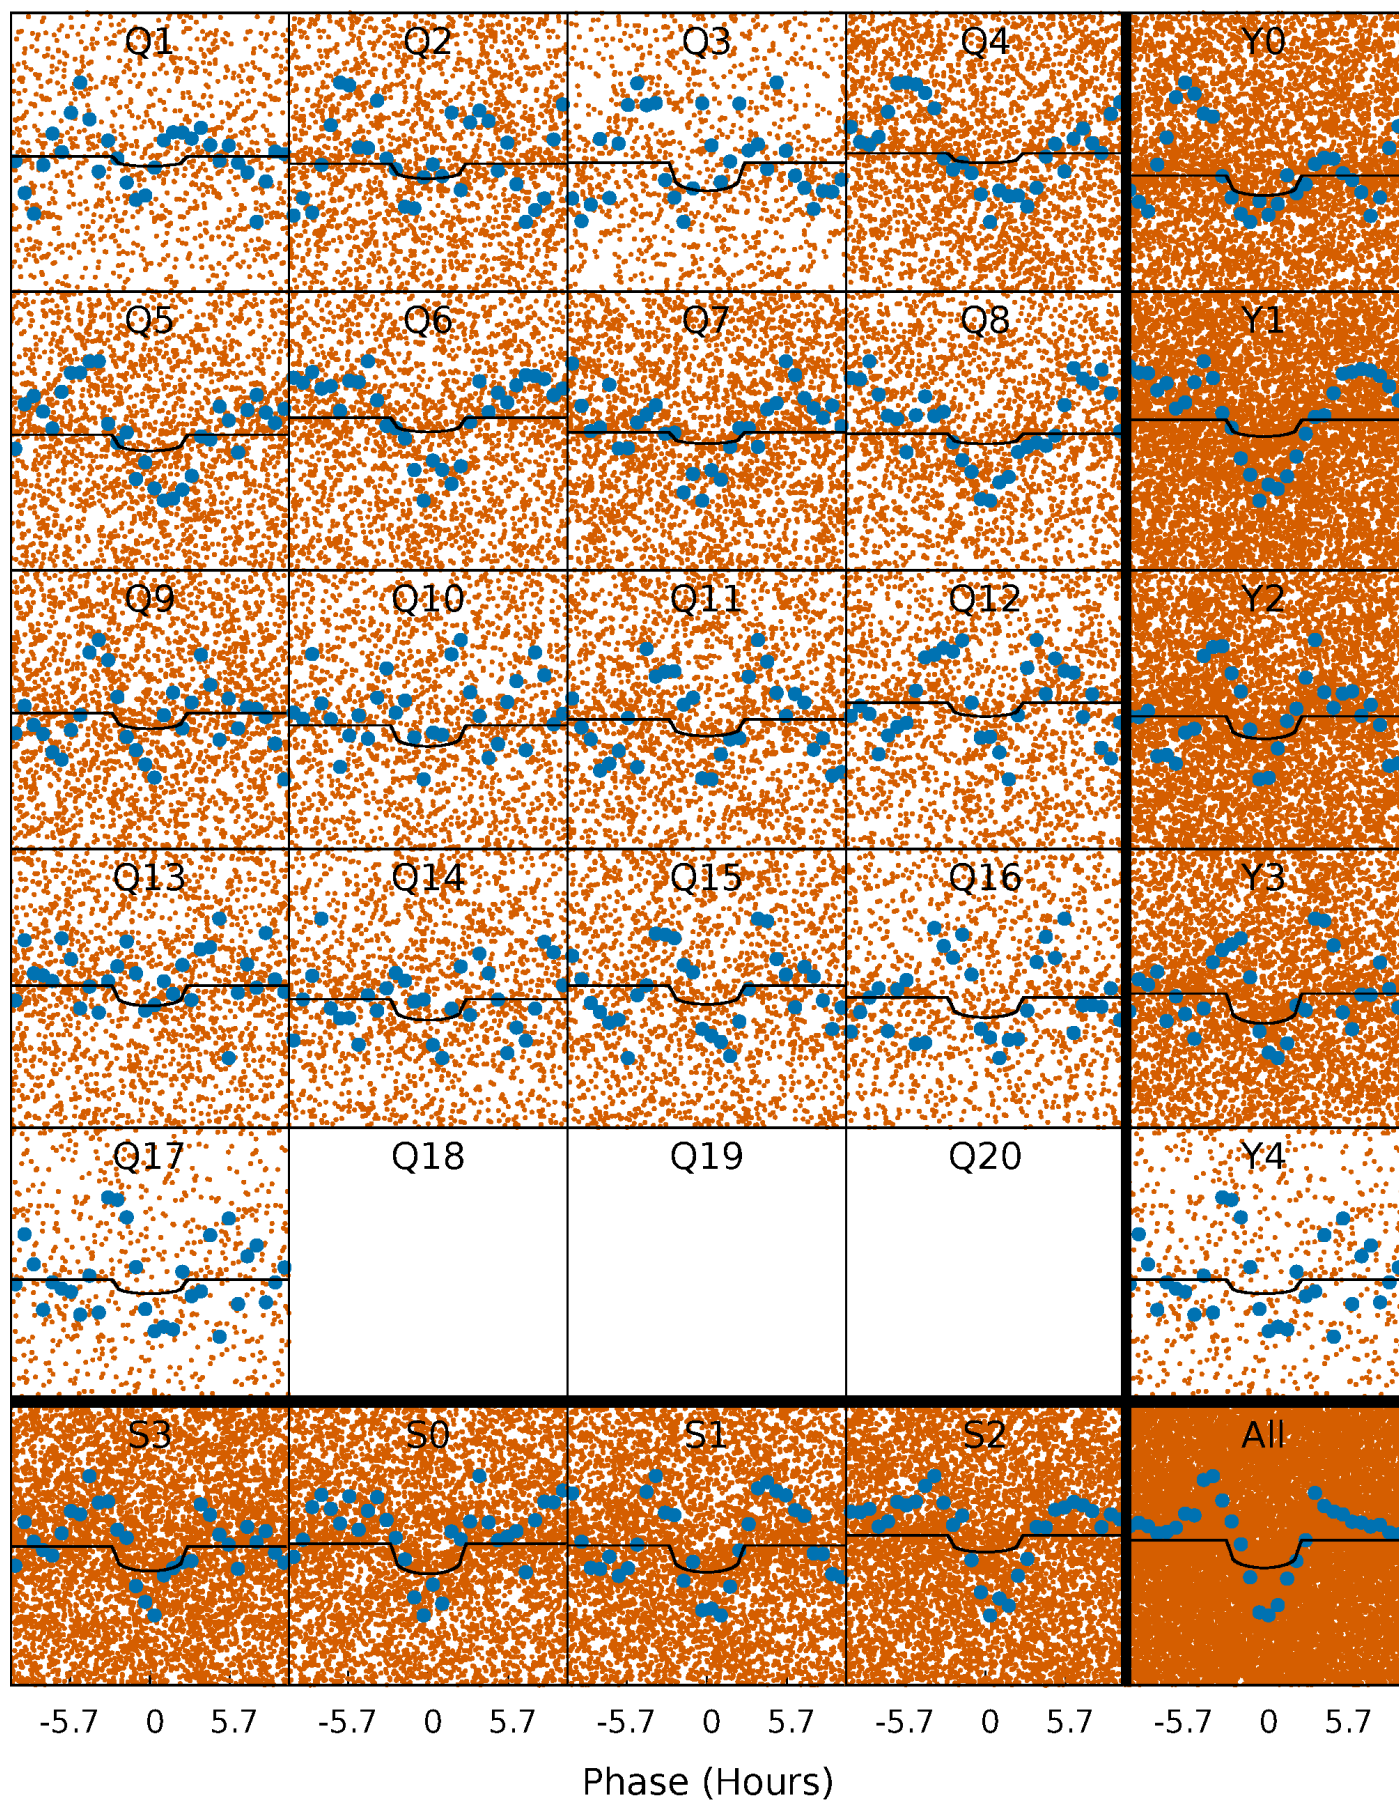 Q1 Q2 Q3 Q4 Y0
Q5 Q6 Q7 Q8 Y1
Q9 Q10 Q11 Q12 Y2
Q13 Q14 Q15 Q16 Y3
Q17 Q18 Q19 Q20 Y4
S3 S0 S1 S2 All
-5.7 0 5.7 -5.7 0 5.7 -5.7 0 5.7 -5.7 0 5.7 -5.7 0 5.7
Phase (Hours)